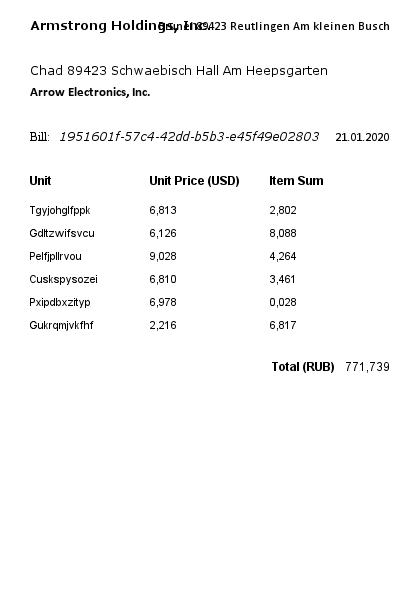 Armstrong Holdings, Inc. 89423 Reutlingen Am kleinen Busch
Chad 89423 Schwaebisch Hall Am Heepsgarten
Arrow Electronics, Inc.
Bill: 1951601f-57c4-42dd-b5b3-e45f49e02803 21.01.2020
Unit Unit Price (USD) Item Sum
Tgyjohglfppk 6,813 2,802
Gdltzwifsvcu 6,126 8,088
Pelfjpllrvou 9,028 4,264
Cuskspysozei 6,810 3,461
Pxipdbxzityp 6,978 0,028
Gukrqmjvkfhf 2,216 6,817
Total (RUB) 771,739